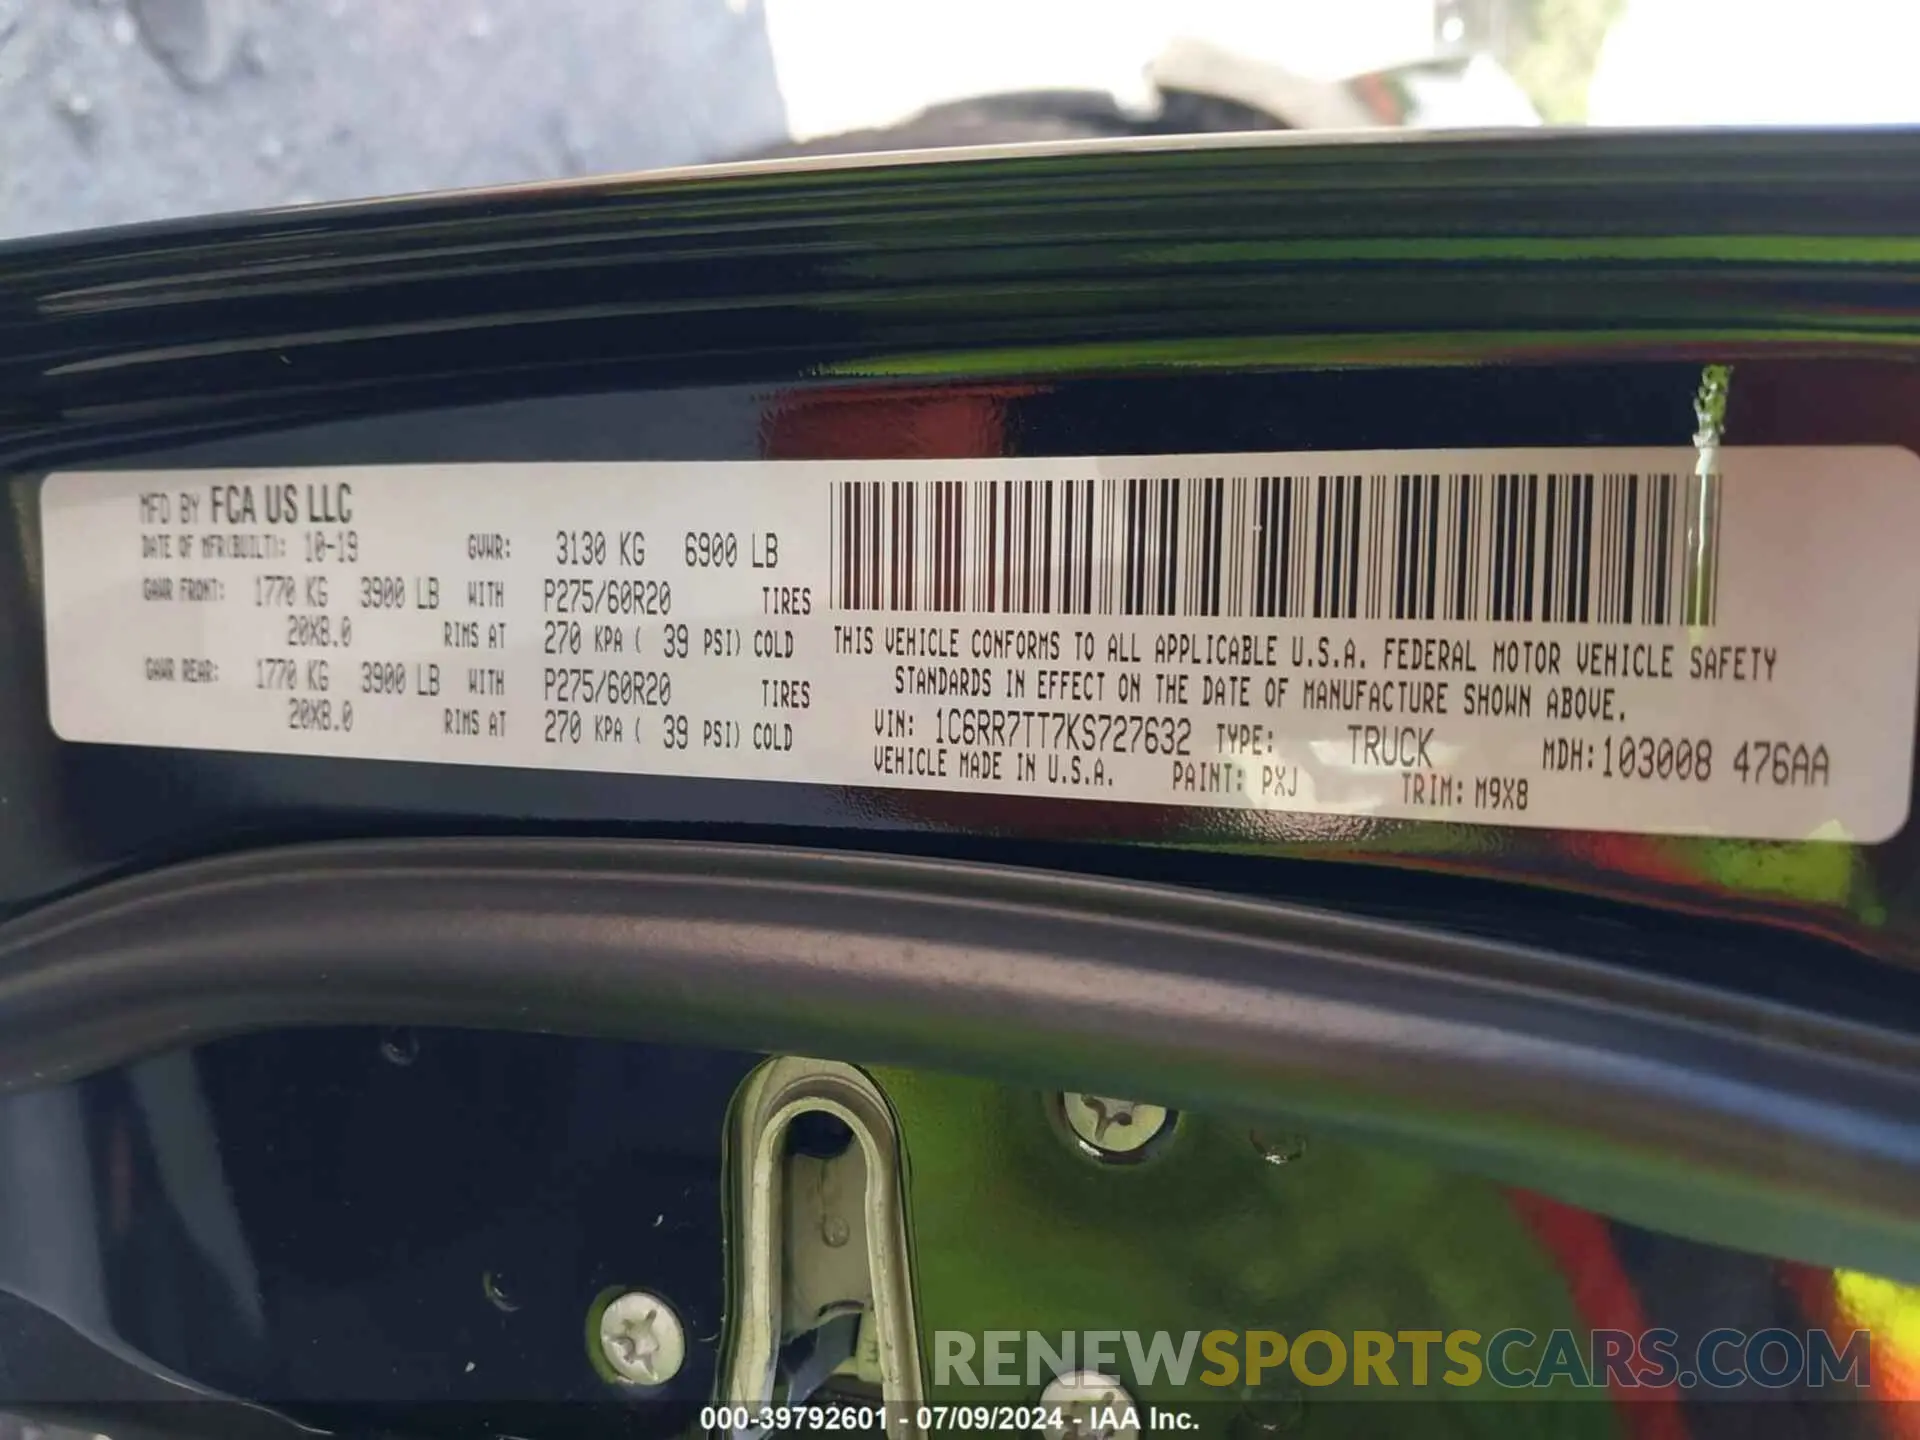 MFD BY FCA US LLC
DATE OF MFR(BUILT): 10-19 GVWR: 3130 KG 6900 LB
GAWR FRONT: 1770 KG 3900 LB WITH P275/60R20 TIRES
20X8.0 RIMS AT 270 KPA ( 39 PSI) COLD
GAWR REAR: 1770 KG 3900 LB WITH P275/60R20 TIRES
20X8.0 RIMS AT 270 KPA ( 39 PSI) COLD
THIS VEHICLE CONFORMS TO ALL APPLICABLE U.S.A. FEDERAL MOTOR VEHICLE SAFETY
STANDARDS IN EFFECT ON THE DATE OF MANUFACTURE SHOWN ABOVE.
VIN: 1C6RR7TT7KS727632 TYPE: TRUCK MDH:103008 476AA
VEHICLE MADE IN U.S.A. PAINT: PXJ TRIM: M9X8
RENEWSPORTSCARS.COM
000-39792601 - 07/09/2024 - IAA Inc.